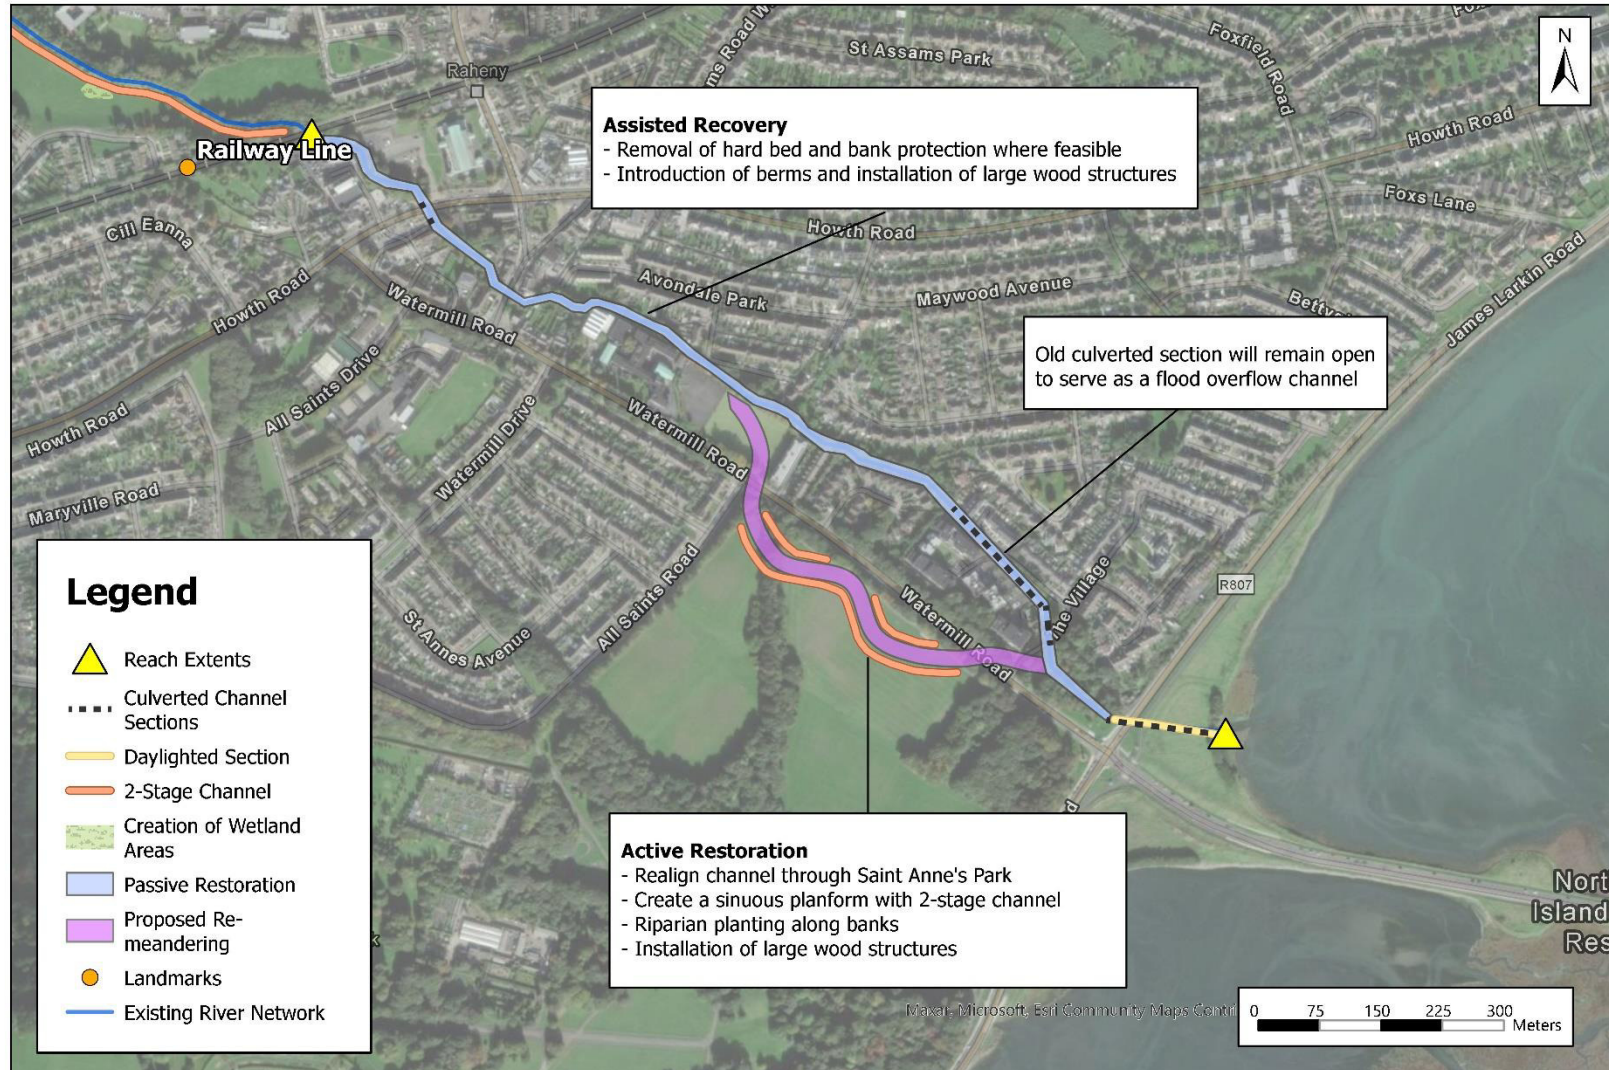 St Assams Park
Foxfield Road
N
Raheny
Howth Road
Assisted Recovery
- Removal of hard bed and bank protection where feasible
- Introduction of berms and installation of large wood structures
Railway Line
Foxs Lane
Cill Eanna
Howth Road
Avondale Park
Maywood Avenue
James Larkin Road
Howth Road
Watermill Road
Old culverted section will remain open
to serve as a flood overflow channel
All Saints Drive
Howth Road
Watermill Drive
Watermill Road
Maryville Road
R807
Legend
Reach Extents
Culverted Channel
Sections
Daylighted Section
2-Stage Channel
Creation of Wetland
Areas
Passive Restoration
Proposed Re-
meandering
Landmarks
Existing River Network
St Annes Avenue
All Saints Road
Watermill Road
The Village
Active Restoration
- Realign channel through Saint Anne's Park
- Create a sinuous planform with 2-stage channel
- Riparian planting along banks
- Installation of large wood structures
Island
Maxar, Microsoft, Esri Community Maps
0 75 150 225 300
Meters